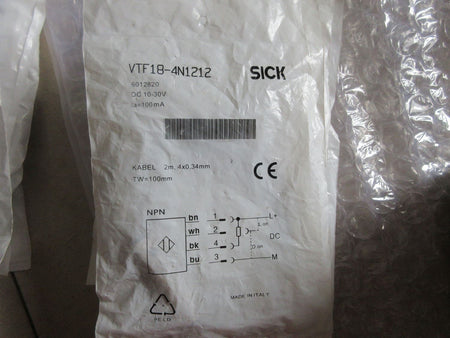 VTF18-4N1212
SICK
6012820
DC 10-30V
Ia=100mA
KABEL 2m, 4x0,34mm
TW=100mm
CE
NPN
bn 1 L+
wh 2
bk 4 DC
bu 3 M
MADE IN ITALY
PE LD